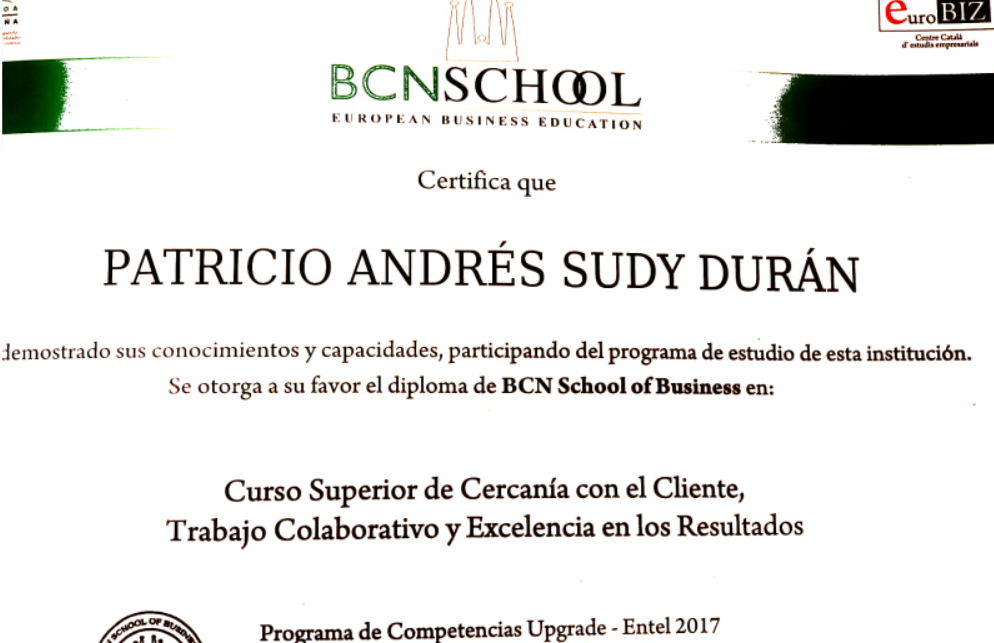 euroBIZ
Centre Català
d'estudis empresarials
BCNSCHOOL
EUROPEAN BUSINESS EDUCATION
Certifica que
PATRICIO ANDRÉS SUDY DURÁN
demostrado sus conocimientos y capacidades, participando del programa de estudio de esta institución.
Se otorga a su favor el diploma de BCN School of Business en:
Curso Superior de Cercanía con el Cliente,
Trabajo Colaborativo y Excelencia en los Resultados
SCHOOL OF BUSIN
Programa de Competencias Upgrade - Entel 2017